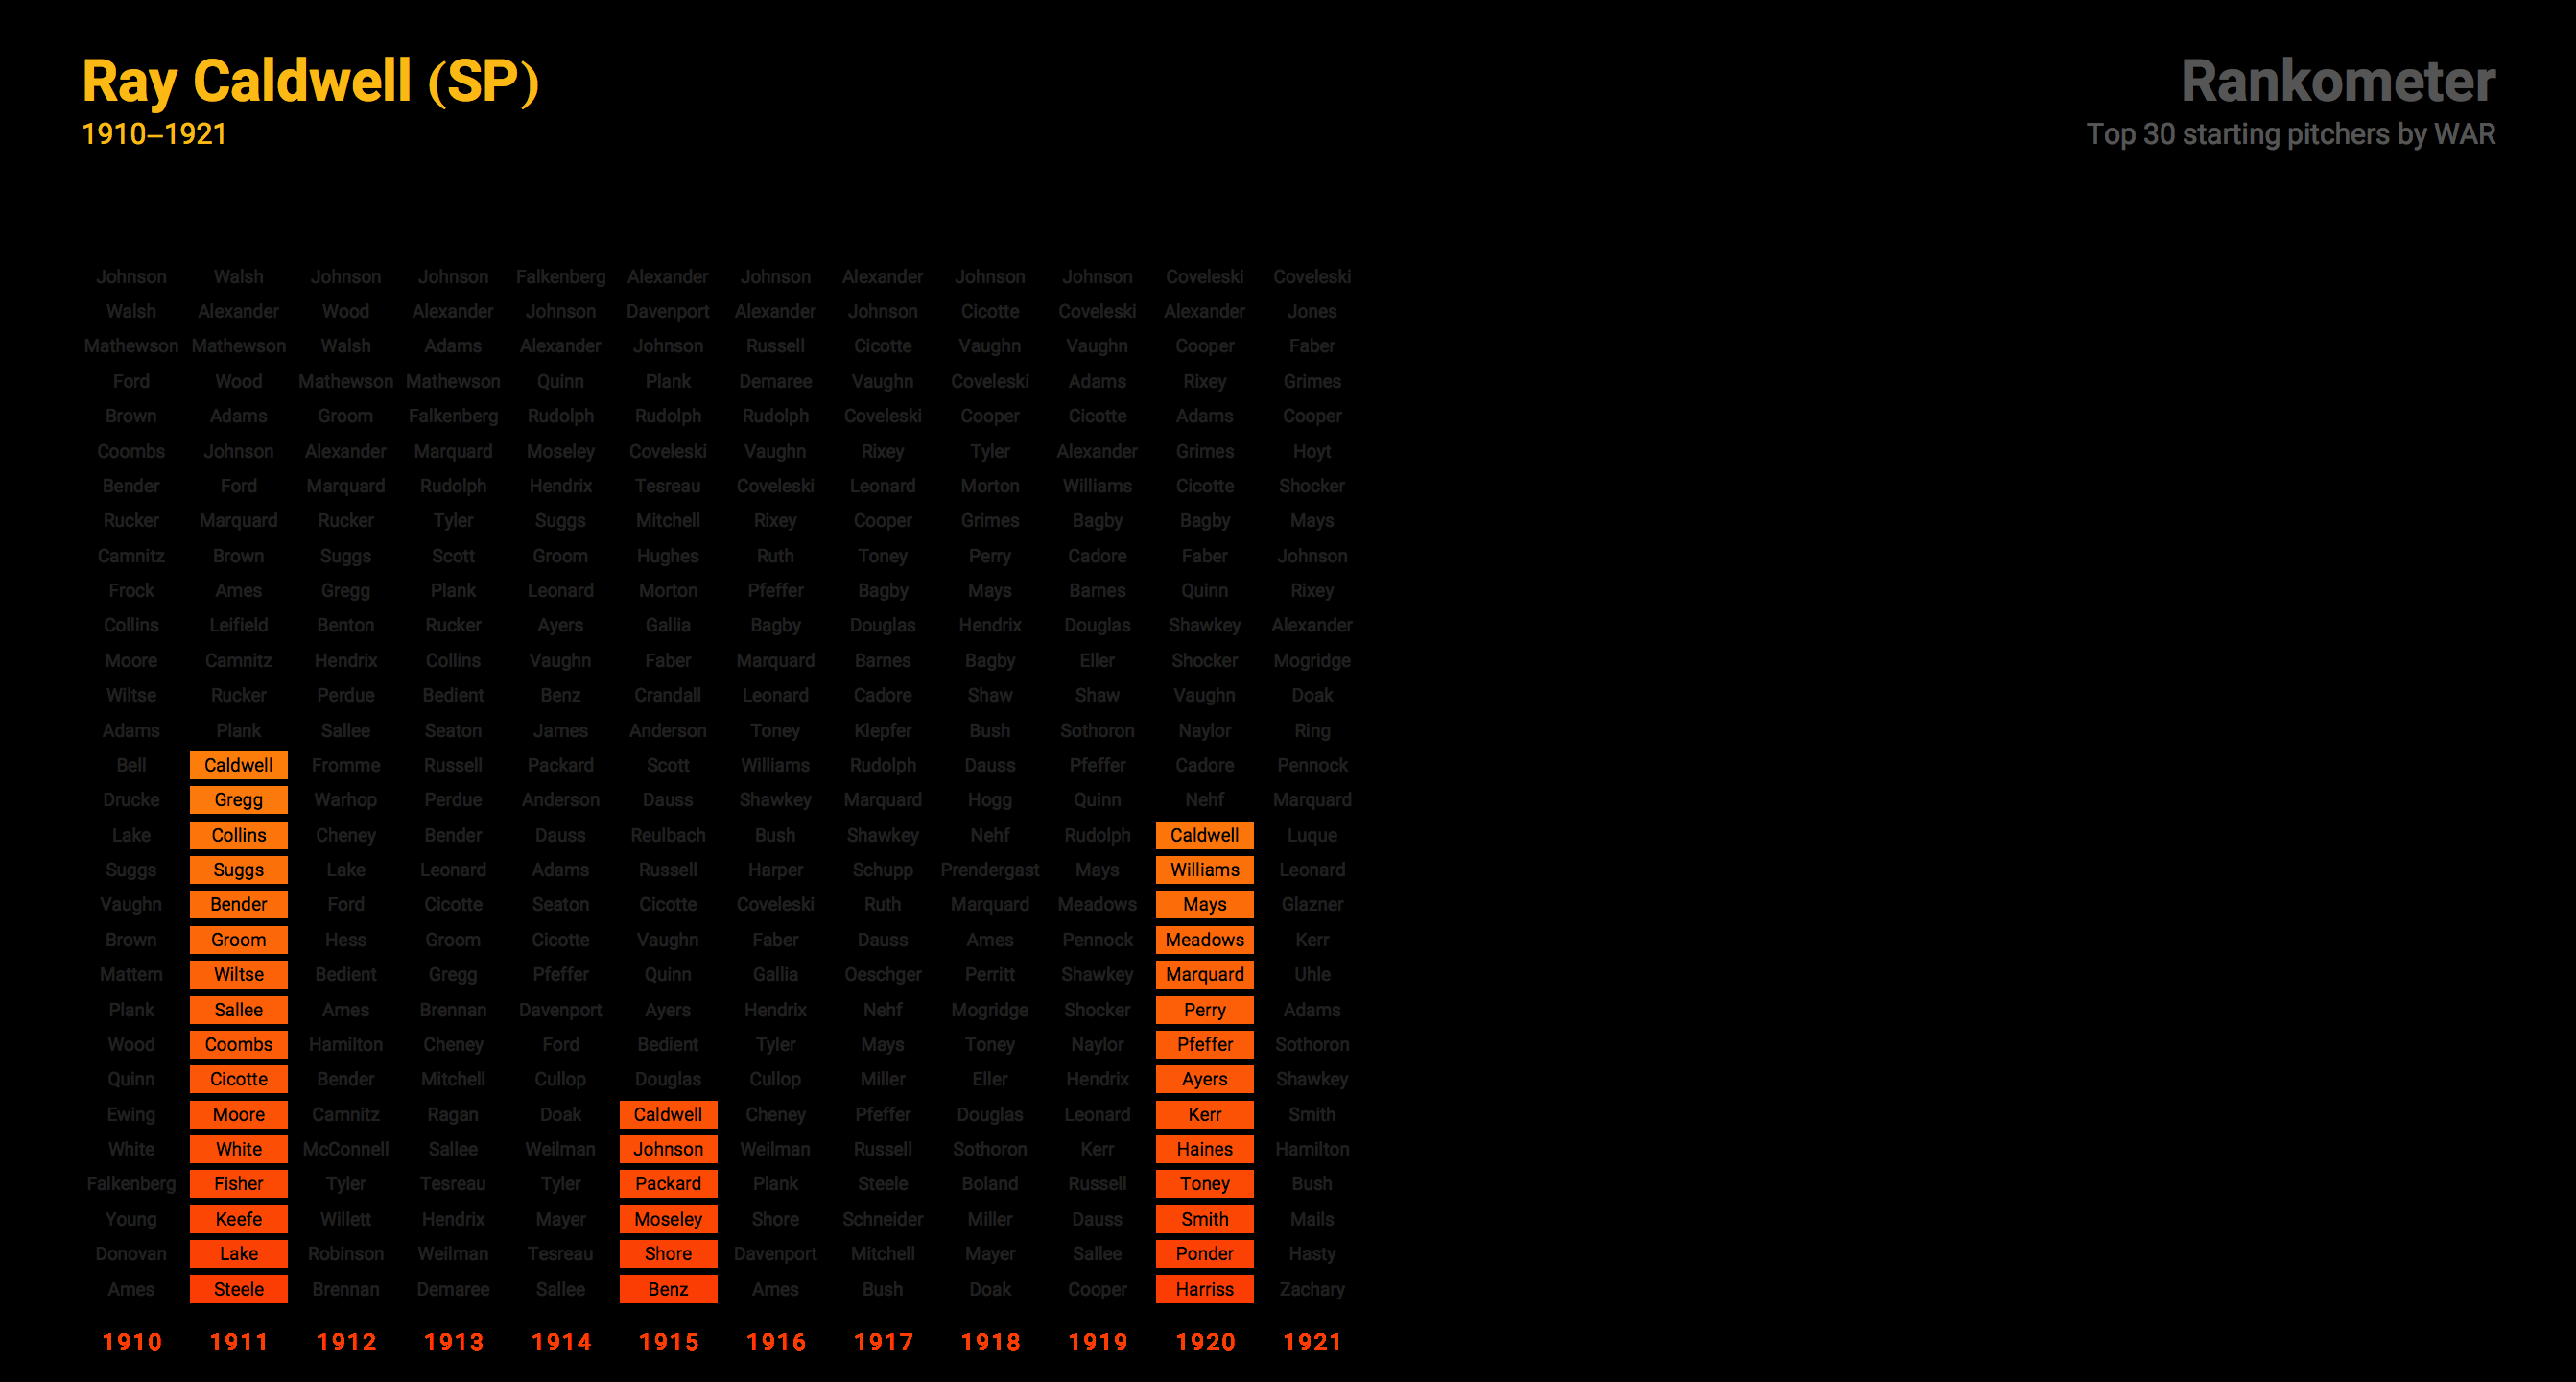 Ray Caldwell (SP)
1910–1921
Rankometer
Top 30 starting pitchers by WAR
Johnson Walsh Johnson Johnson Falkenberg Alexander Johnson Alexander Johnson Johnson Coveleski Coveleski
Walsh Alexander Wood Alexander Johnson Davenport Alexander Johnson Cicotte Coveleski Alexander Jones
Mathewson Mathewson Walsh Adams Alexander Johnson Russell Cicotte Vaughn Vaughn Cooper Faber
Ford Wood Mathewson Mathewson Quinn Plank Demaree Vaughn Coveleski Adams Rixey Grimes
Brown Adams Groom Falkenberg Rudolph Rudolph Rudolph Coveleski Cooper Cicotte Adams Cooper
Coombs Johnson Alexander Marquard Moseley Coveleski Vaughn Rixey Tyler Alexander Grimes Hoyt
Bender Ford Marquard Rudolph Hendrix Tesreau Coveleski Leonard Morton Williams Cicotte Shocker
Rucker Marquard Rucker Tyler Suggs Mitchell Rixey Cooper Grimes Bagby Bagby Mays
Camnitz Brown Suggs Scott Groom Hughes Ruth Toney Perry Cadore Faber Johnson
Frock Ames Gregg Plank Leonard Morton Pfeffer Bagby Mays Barnes Quinn Rixey
Collins Leifield Benton Rucker Ayers Gallia Bagby Douglas Hendrix Douglas Shawkey Alexander
Moore Camnitz Hendrix Collins Vaughn Faber Marquard Barnes Bagby Eller Shocker Mogridge
Wiltse Rucker Perdue Bedient Benz Crandall Leonard Cadore Shaw Shaw Vaughn Doak
Adams Plank Sallee Seaton James Anderson Toney Klepfer Bush Sothoron Naylor Ring
Bell Caldwell Fromme Russell Packard Scott Williams Rudolph Dauss Pfeffer Cadore Pennock
Drucke Gregg Warhop Perdue Anderson Dauss Shawkey Marquard Hogg Quinn Nehf Marquard
Lake Collins Cheney Bender Dauss Reulbach Bush Shawkey Nehf Rudolph Caldwell Luque
Suggs Suggs Lake Leonard Adams Russell Harper Schupp Prendergast Mays Williams Leonard
Vaughn Bender Ford Cicotte Seaton Cicotte Coveleski Ruth Marquard Meadows Mays Glazner
Brown Groom Hess Groom Cicotte Vaughn Faber Dauss Ames Pennock Meadows Kerr
Mattern Wiltse Bedient Gregg Pfeffer Quinn Gallia Oeschger Perritt Shawkey Marquard Uhle
Plank Sallee Ames Brennan Davenport Ayers Hendrix Nehf Mogridge Shocker Perry Adams
Wood Coombs Hamilton Cheney Ford Bedient Tyler Mays Toney Naylor Pfeffer Sothoron
Quinn Cicotte Bender Mitchell Cullop Douglas Cullop Miller Eller Hendrix Ayers Shawkey
Ewing Moore Camnitz Ragan Doak Caldwell Cheney Pfeffer Douglas Leonard Kerr Smith
White White McConnell Sallee Weilman Johnson Weilman Russell Sothoron Kerr Haines Hamilton
Falkenberg Fisher Tyler Tesreau Tyler Packard Plank Steele Boland Russell Toney Bush
Young Keefe Willett Hendrix Mayer Moseley Shore Schneider Miller Dauss Smith Mails
Donovan Lake Robinson Weilman Tesreau Shore Davenport Mitchell Mayer Sallee Ponder Hasty
Ames Steele Brennan Demaree Sallee Benz Ames Bush Doak Cooper Harriss Zachary
1910 1911 1912 1913 1914 1915 1916 1917 1918 1919 1920 1921